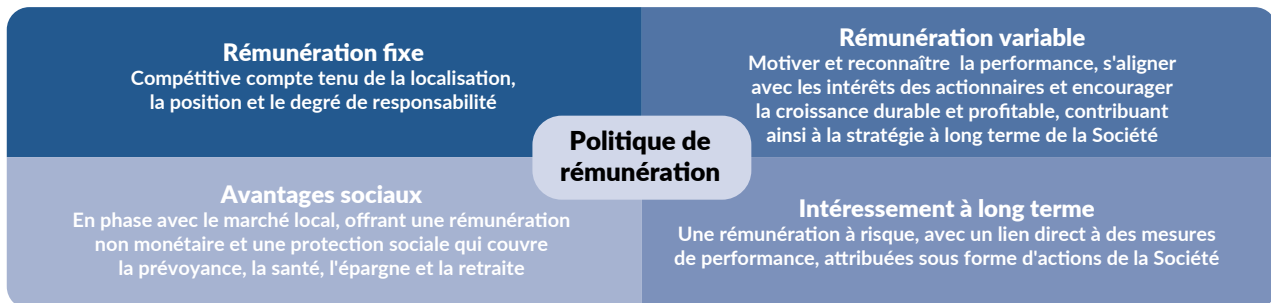 Rémunération fixe
Compétitive compte tenu de la localisation,
la position et le degré de responsabilité
Rémunération variable
Motiver et reconnaître la performance, s'aligner
avec les intérêts des actionnaires et encourager
la croissance durable et profitable, contribuant
ainsi à la stratégie à long terme de la Société
Politique de
rémunération
Avantages sociaux
En phase avec le marché local, offrant une rémunération
non monétaire et une protection sociale qui couvre
la prévoyance, la santé, l'épargne et la retraite
Intéressement à long terme
Une rémunération à risque, avec un lien direct à des mesures
de performance, attribuées sous forme d'actions de la Société